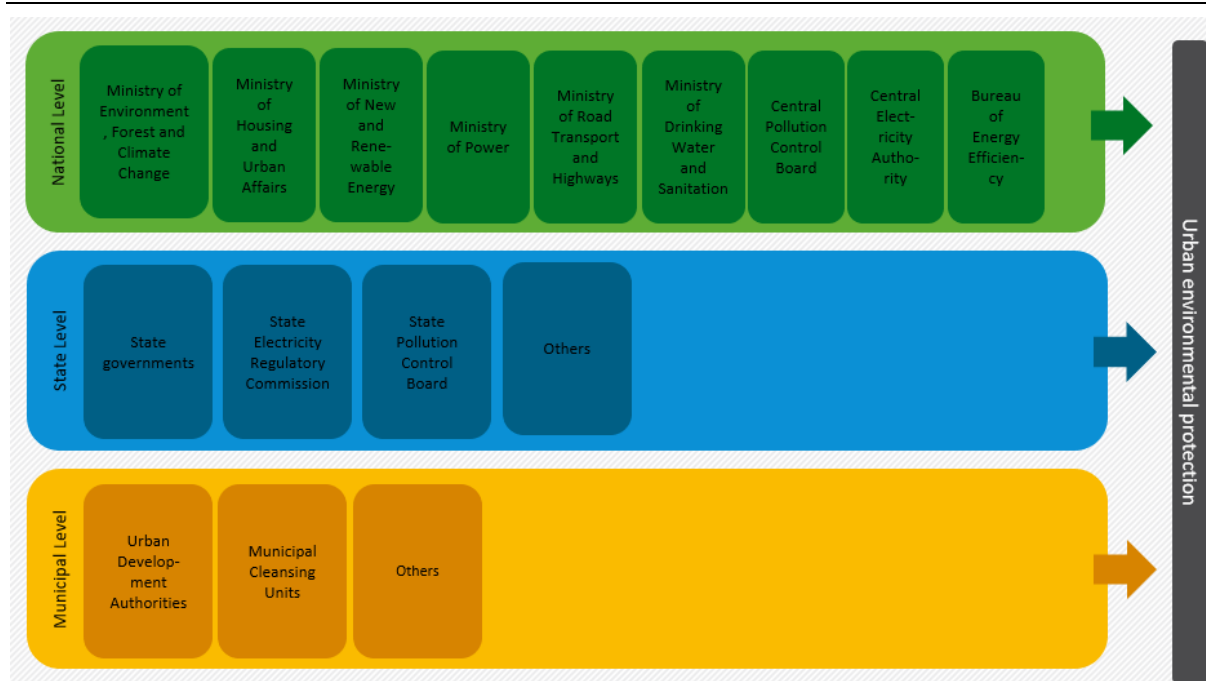 National Level
Ministry of
Environment
, Forest and
Climate
Change
Ministry
of
Housing
and
Urban
Affairs
Ministry
of New
and
Rene-
wable
Energy
Ministry
of Power
Ministry
of Road
Transport
and
Highways
Ministry
of
Drinking
Water
and
Sanitation
Central
Pollution
Control
Board
Central
Elect-
ricity
Autho-
rity
Bureau
of
Energy
Efficien-
cy
State Level
State
governments
State
Electricity
Regulatory
Commission
State
Pollution
Control
Board
Others
Municipal Level
Urban
Develop-
ment
Authorities
Municipal
Cleansing
Units
Others
Urban environmental protection